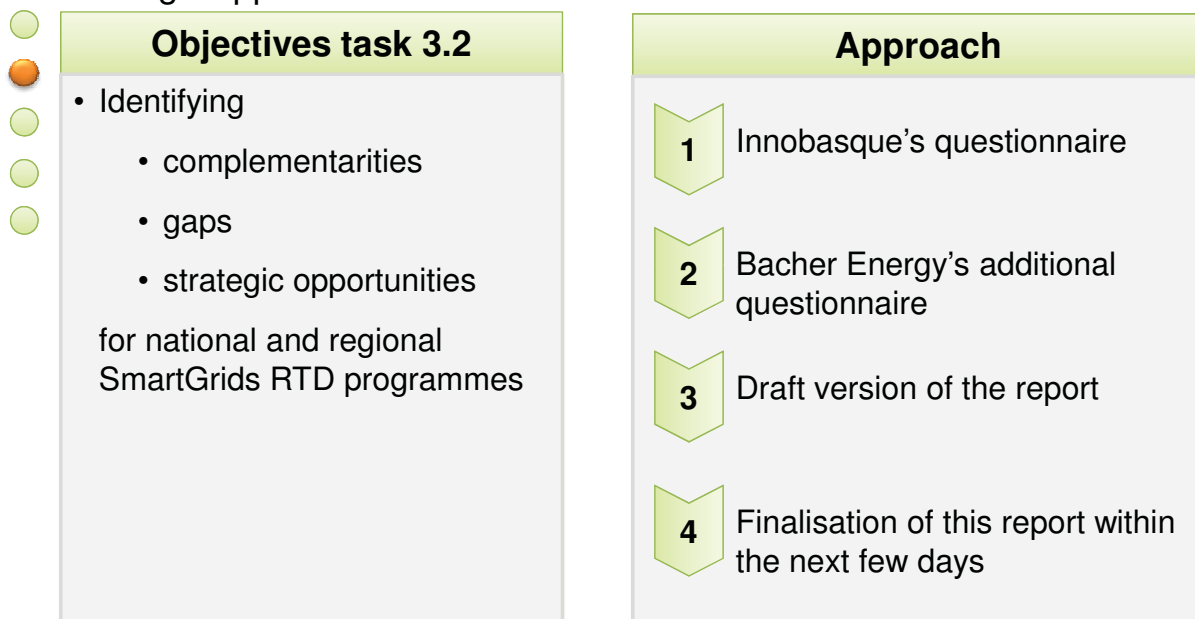 Objectives task 3.2
• Identifying
• complementarities
• gaps
• strategic opportunities
for national and regional
SmartGrids RTD programmes
Approach
1 Innobasque's questionnaire
2 Bacher Energy's additional
questionnaire
3 Draft version of the report
4 Finalisation of this report within
the next few days